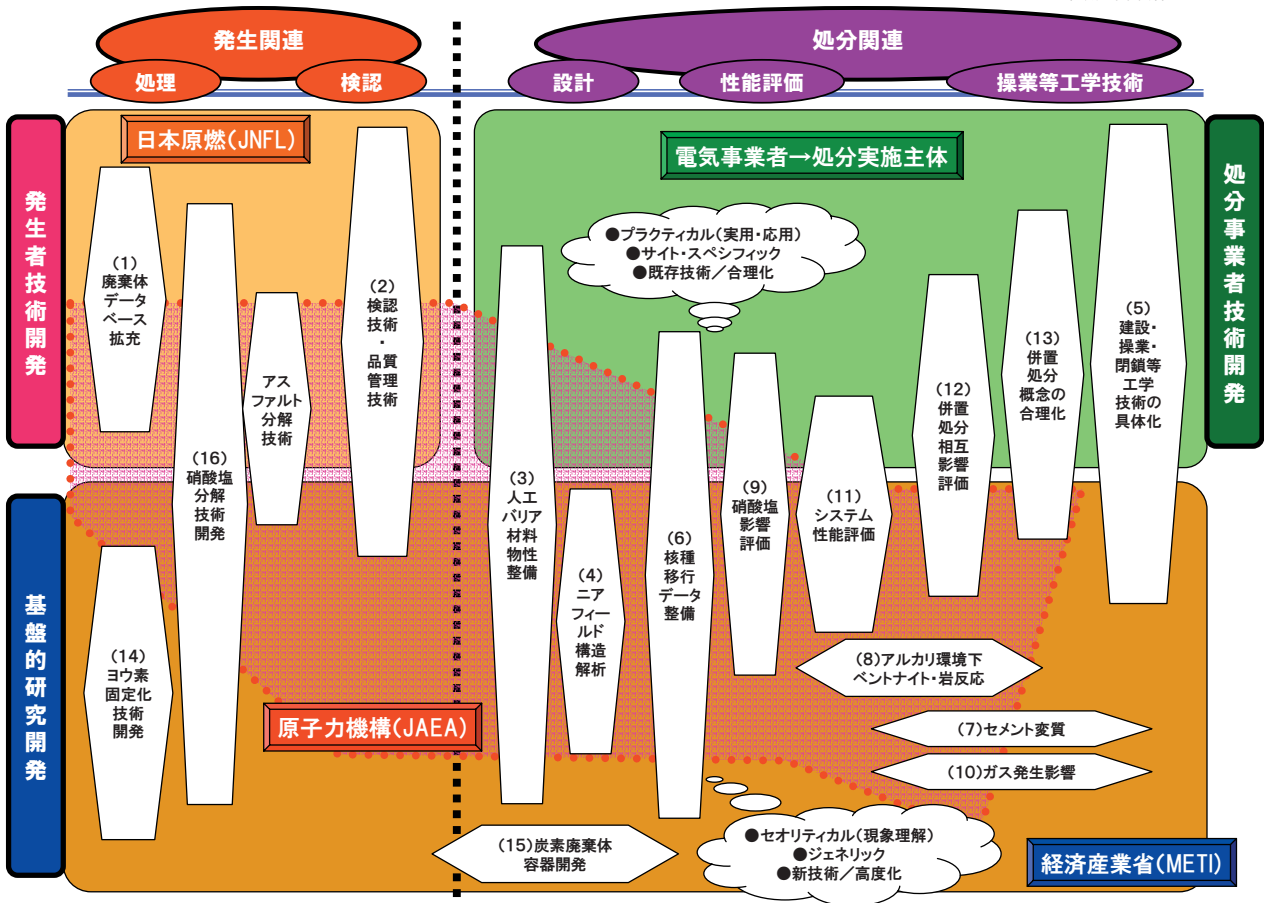 発生関連
処分関連
処理
検認
設計
性能評価
操業等工学技術
発生者技術開発
基盤的研究開発
処分事業者技術開発
日本原燃(JNFL)
電気事業者→処分実施主体
●プラクティカル(実用・応用)
●サイト・スペシフィック
●既存技術/合理化
(1)
廃棄体
データ
ベース
拡充
(16)
硝酸塩
分解
技術
開発
アス
ファルト
分解
技術
(2)
検認
技術
・
品質
管理
技術
(14)
ヨウ素
固定化
技術
開発
(3)
人工
バリア
材料
物性
整備
(4)
ニア
フィー
ルド
構造
解析
(6)
核種
移行
データ
整備
(9)
硝酸塩
影響
評価
(11)
システム
性能評価
(12)
併置
処分
相互
影響
評価
(13)
併置
処分
概念の
合理化
(5)
建設・
操業・
閉鎖等
工学
技術の
具体化
(8)アルカリ環境下
ベントナイト・岩反応
(7)セメント変質
(10)ガス発生影響
原子力機構(JAEA)
(15)炭素廃棄体
容器開発
●セオリティカル(現象理解)
●ジェネリック
●新技術/高度化
経済産業省(METI)